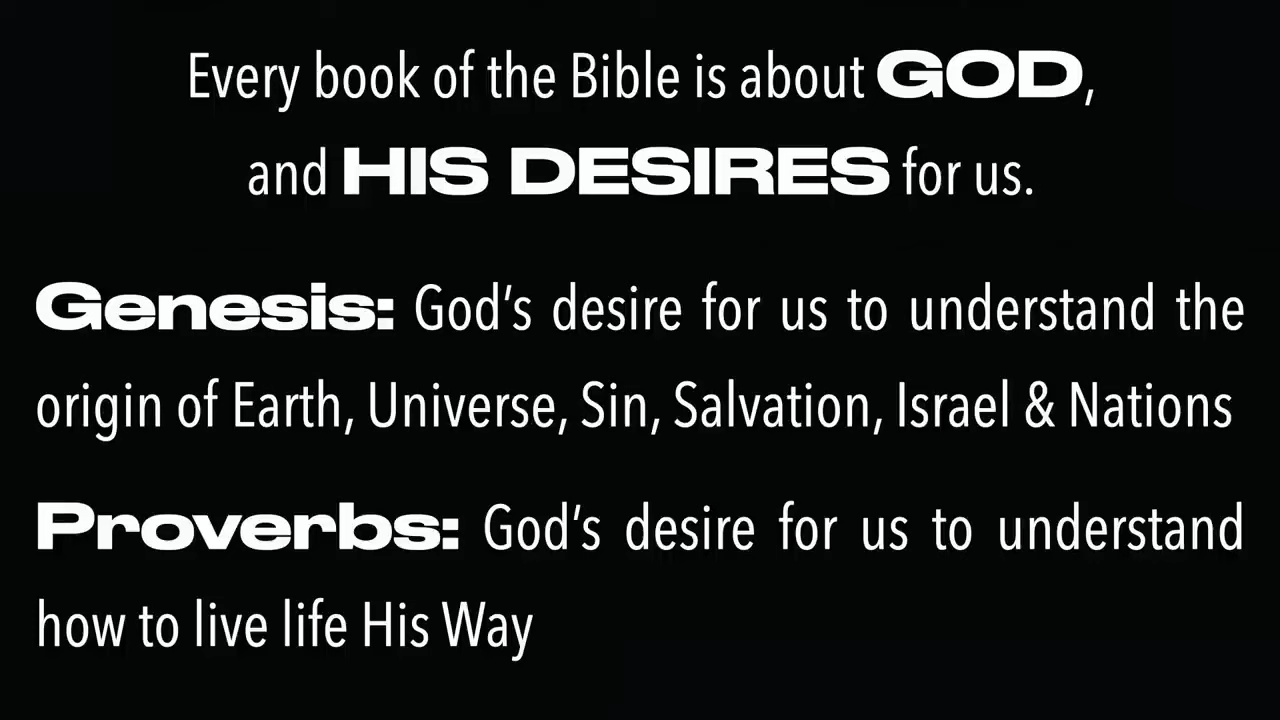 Every book of the Bible is about GOD,
and HIS DESIRES for us.
Genesis: God’s desire for us to understand the
origin of Earth, Universe, Sin, Salvation, Israel & Nations
Proverbs: God’s desire for us to understand
how to live life His Way